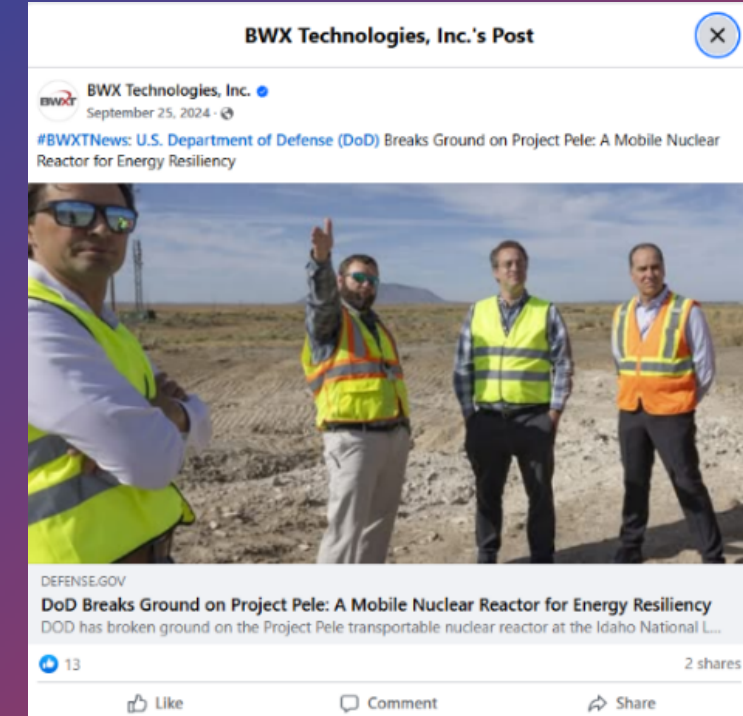 BWX Technologies, Inc.'s Post
BWXT
BWX Technologies, Inc.
September 25, 2024 ·
#BWXTNews: U.S. Department of Defense (DoD) Breaks Ground on Project Pele: A Mobile Nuclear
Reactor for Energy Resiliency
DEFENSE.GOV
DoD Breaks Ground on Project Pele: A Mobile Nuclear Reactor for Energy Resiliency
DOD has broken ground on the Project Pele transportable nuclear reactor at the Idaho National L...
13
2 shares
Like
Comment
Share